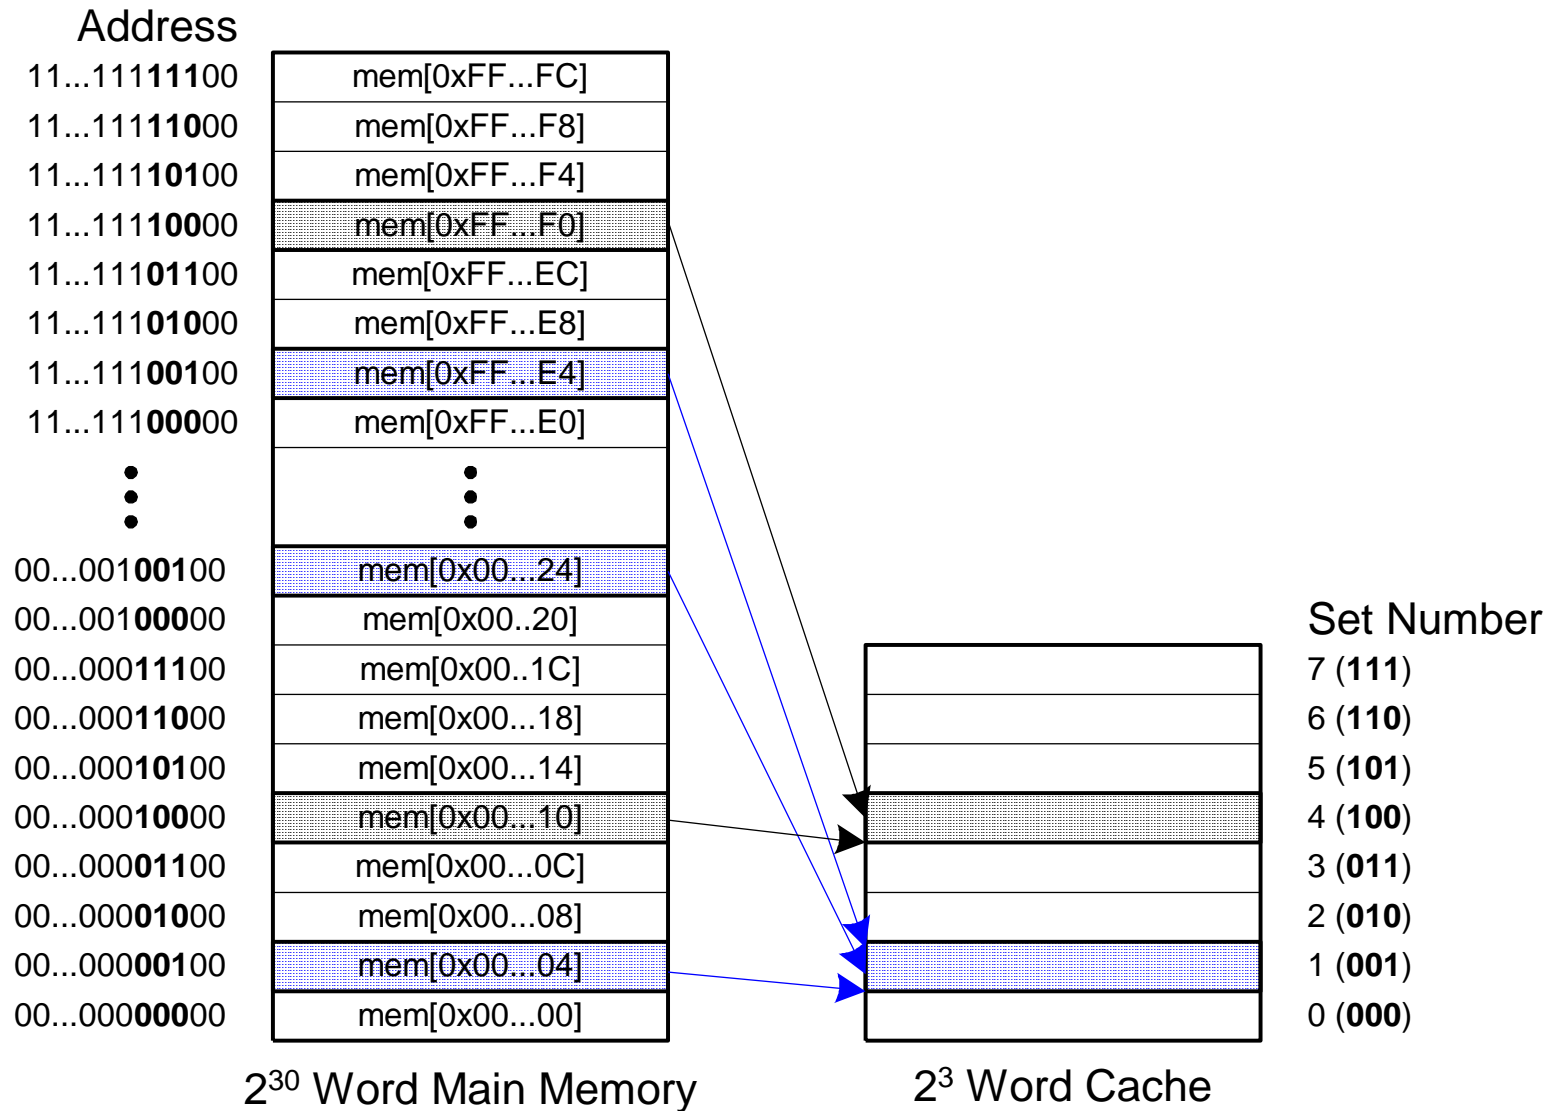 Address
11...11111100 mem[0xFF...FC]
11...11111000 mem[0xFF...F8]
11...11110100 mem[0xFF...F4]
11...11110000 mem[0xFF...F0]
11...11101100 mem[0xFF...EC]
11...11101000 mem[0xFF...E8]
11...11100100 mem[0xFF...E4]
11...11100000 mem[0xFF...E0]
00...00100100 mem[0x00...24]
00...00100000 mem[0x00..20]
Set Number
00...00011100 mem[0x00..1C] 7 (111)
00...00011000 mem[0x00...18] 6 (110)
00...00010100 mem[0x00...14] 5 (101)
00...00010000 mem[0x00...10] 4 (100)
00...00001100 mem[0x00...0C] 3 (011)
00...00001000 mem[0x00...08] 2 (010)
00...00000100 mem[0x00...04] 1 (001)
00...00000000 mem[0x00...00] 0 (000)
2³⁰ Word Main Memory 2³ Word Cache